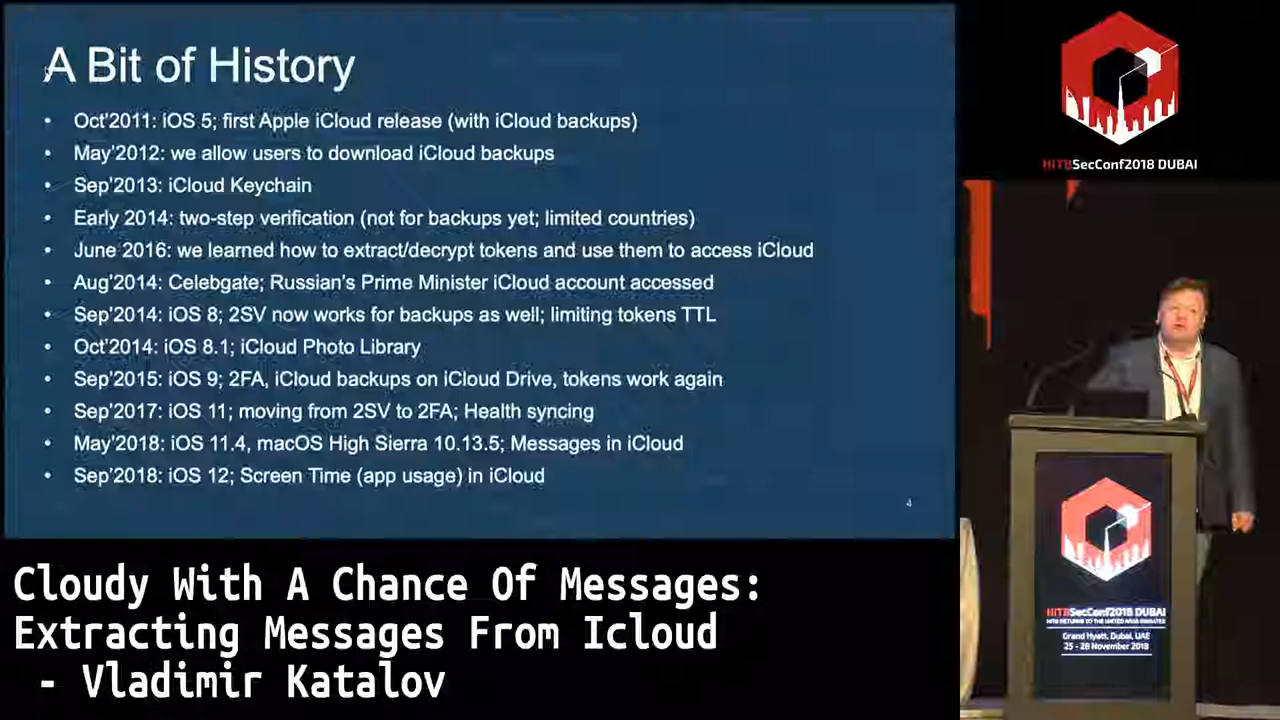 A Bit of History
• Oct'2011: iOS 5; first Apple iCloud release (with iCloud backups)
• May'2012: we allow users to download iCloud backups
• Sep'2013: iCloud Keychain
• Early 2014: two-step verification (not for backups yet; limited countries)
• June 2016: we learned how to extract/decrypt tokens and use them to access iCloud
• Aug'2014: Celebgate; Russian's Prime Minister iCloud account accessed
• Sep'2014: iOS 8; 2SV now works for backups as well; limiting tokens TTL
• Oct'2014: iOS 8.1; iCloud Photo Library
• Sep'2015: iOS 9; 2FA, iCloud backups on iCloud Drive, tokens work again
• Sep'2017: iOS 11; moving from 2SV to 2FA; Health syncing
• May'2018: iOS 11.4, macOS High Sierra 10.13.5; Messages in iCloud
• Sep'2018: iOS 12; Screen Time (app usage) in iCloud
4
HITBSecConf2018 DUBAI
HITBSecConf2018 DUBAI
HITB RETURNS TO THE UNITED ARAB EMIRATES
Grand Hyatt, Dubai, UAE
25 - 28 November 2018
Cloudy With A Chance Of Messages:
Extracting Messages From Icloud
- Vladimir Katalov